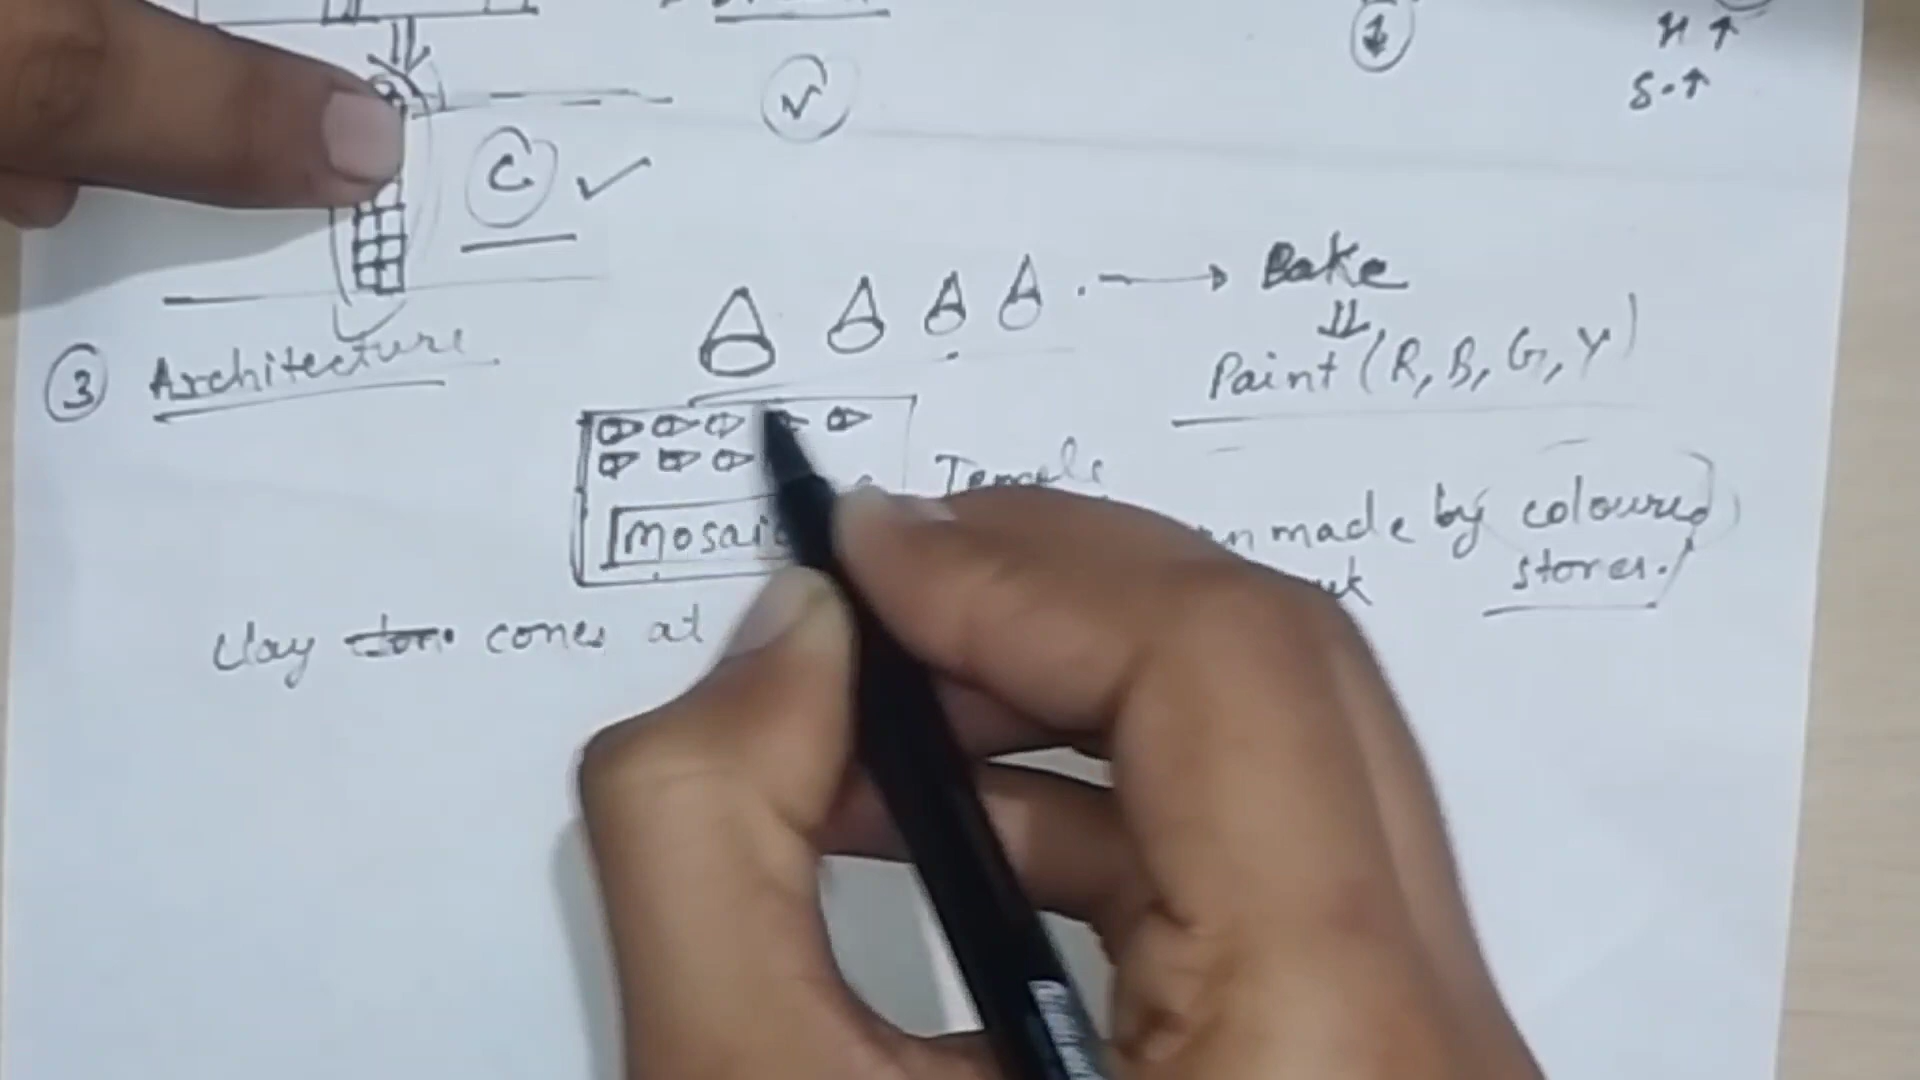 H ↑
S. ↑
C ✓
Bake
Paint (R, B, G, Y)
3 Architecture
Temple
mosaic
made by coloured
stones.
clay cones at